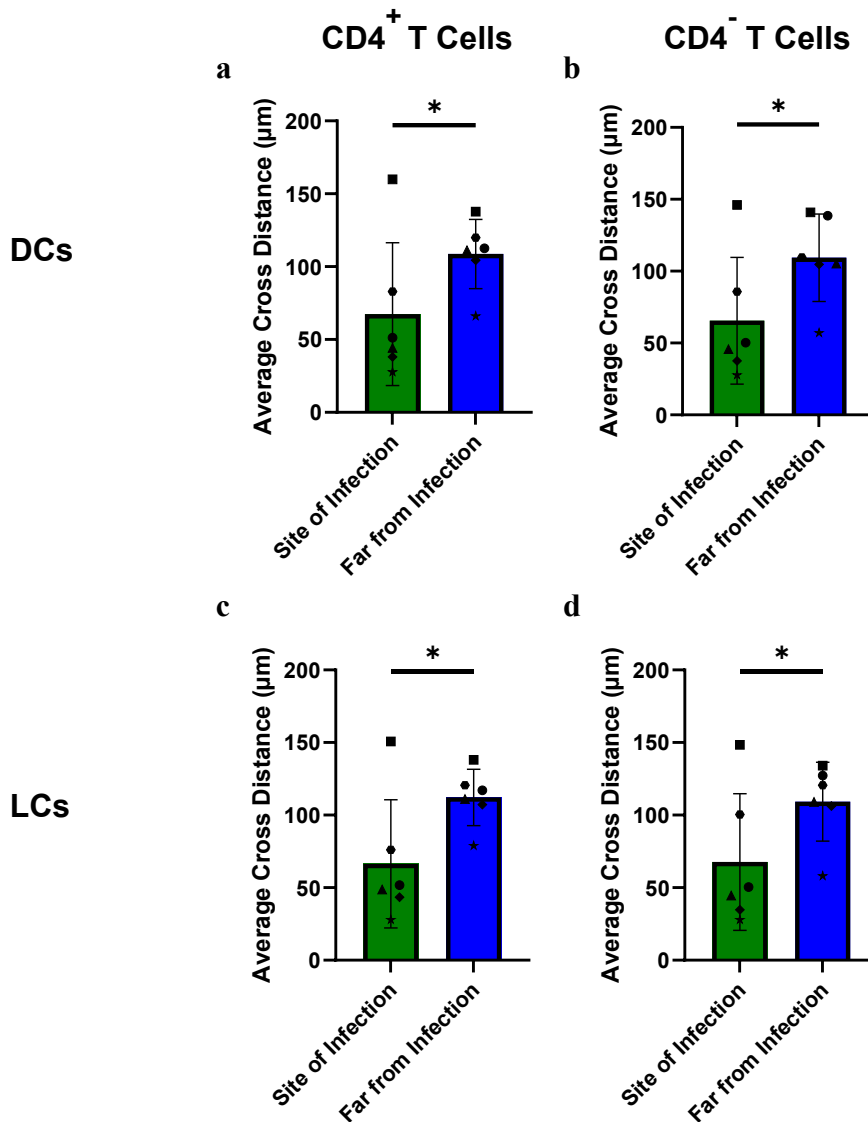 CD4+ T Cells
CD4- T Cells
a
b
DCs
*
Average Cross Distance (µm)
200
150
100
50
0
Site of Infection
Far from Infection
*
Average Cross Distance (µm)
200
150
100
50
0
Site of Infection
Far from Infection
c
d
LCs
*
Average Cross Distance (µm)
200
150
100
50
0
Site of Infection
Far from Infection
*
Average Cross Distance (µm)
200
150
100
50
0
Site of Infection
Far from Infection